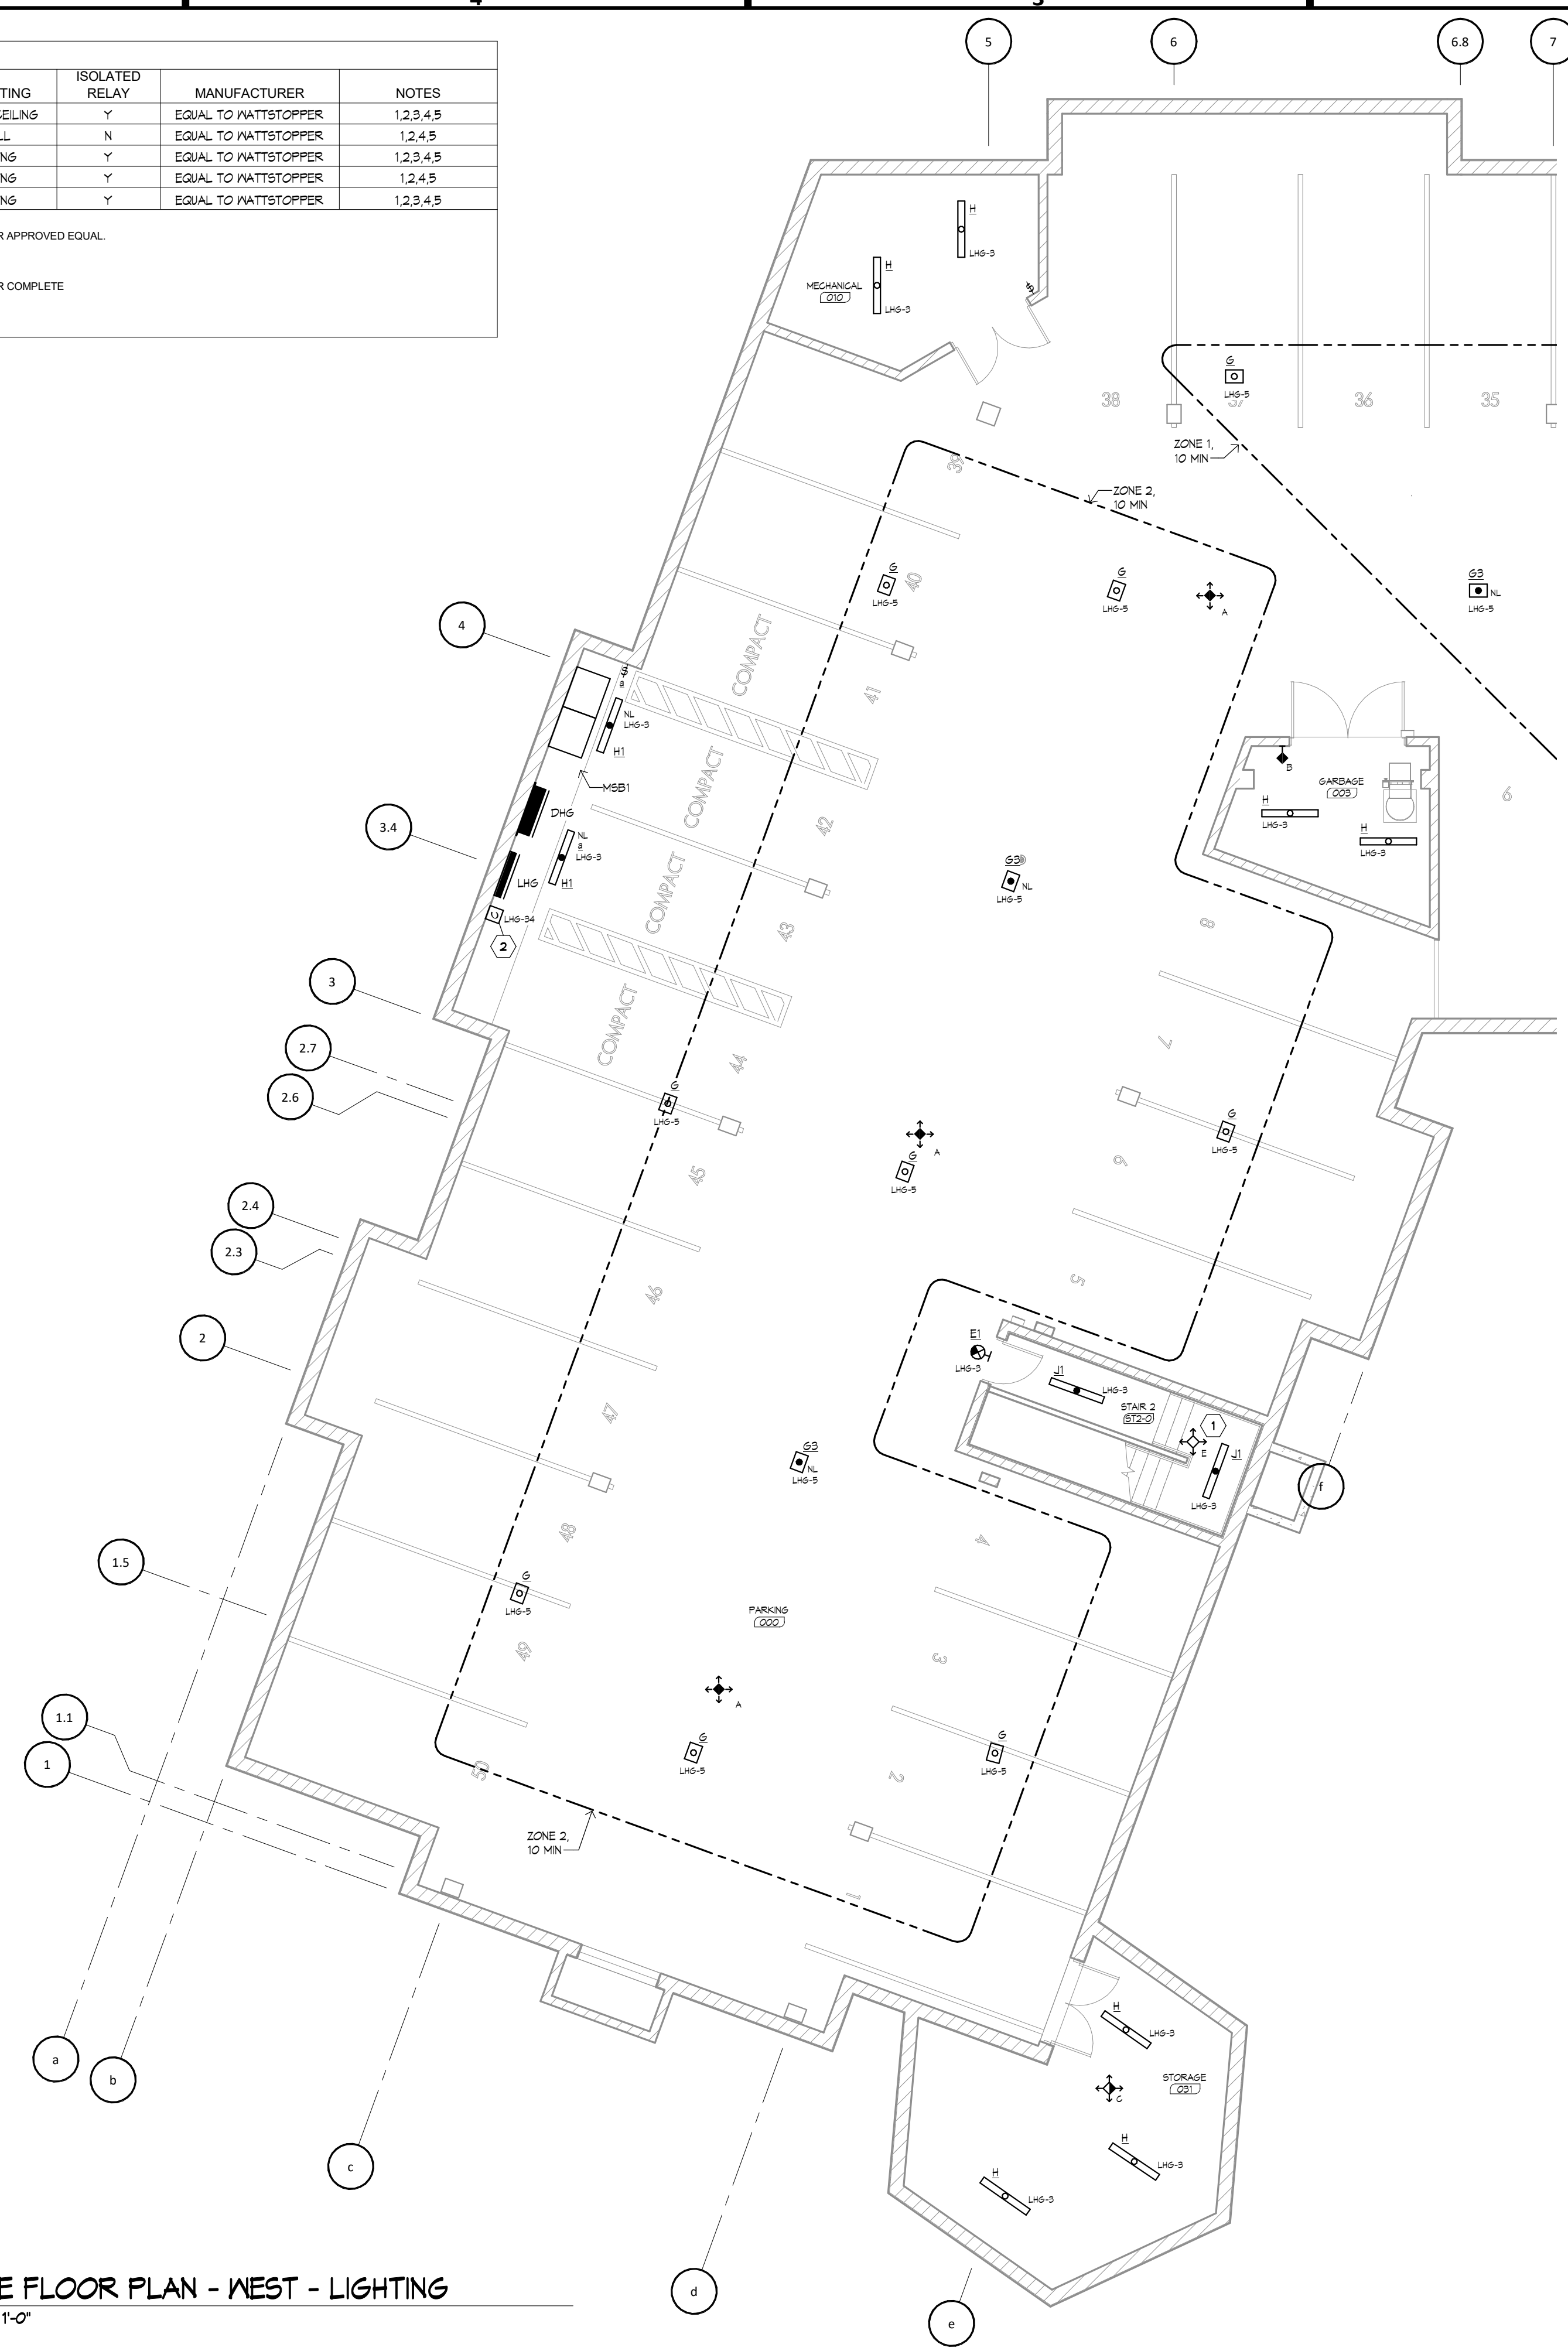 5
6
6.8
7
ISOLATED
TING RELAY MANUFACTURER NOTES
CEILING Y EQUAL TO WATTSTOPPER 1,2,3,4,5
LL N EQUAL TO WATTSTOPPER 1,2,4,5
NG Y EQUAL TO WATTSTOPPER 1,2,3,4,5
NG Y EQUAL TO WATTSTOPPER 1,2,4,5
NG Y EQUAL TO WATTSTOPPER 1,2,3,4,5
R APPROVED EQUAL.
R COMPLETE
H
LHG-3
H
LHG-3
MECHANICAL
010
$
G
LHG-5
38
37
36
35
ZONE 1,
10 MIN
39
ZONE 2,
10 MIN
G
LHG-5
40
G
LHG-5
A
G3
NL
LHG-5
4
COMPACT
41
$
a
NL
LHG-3
H1
MSB1
COMPACT
B
GARBAGE
003
H
LHG-3
H
LHG-3
9
3.4
DHG
NL
a
LHG-3
H1
42
LHG
LHG-34
2
COMPACT
G3
NL
LHG-5
43
8
3
COMPACT
44
7
2.7
2.6
G
LHG-5
G
LHG-5
A
G
LHG-5
45
6
2.4
2.3
46
5
2
E1
LHG-3
J1
LHG-3
STAIR 2
ST2-0
1
E
J1
LHG-3
47
G3
NL
LHG-5
f
48
4
1.5
G
LHG-5
PARKING
000
49
3
A
1.1
1
G
LHG-5
G
LHG-5
50
2
ZONE 2,
10 MIN
1
H
LHG-3
a
b
STORAGE
031
C
c
H
LHG-3
H
LHG-3
d
E FLOOR PLAN - WEST - LIGHTING
1'-0"
e